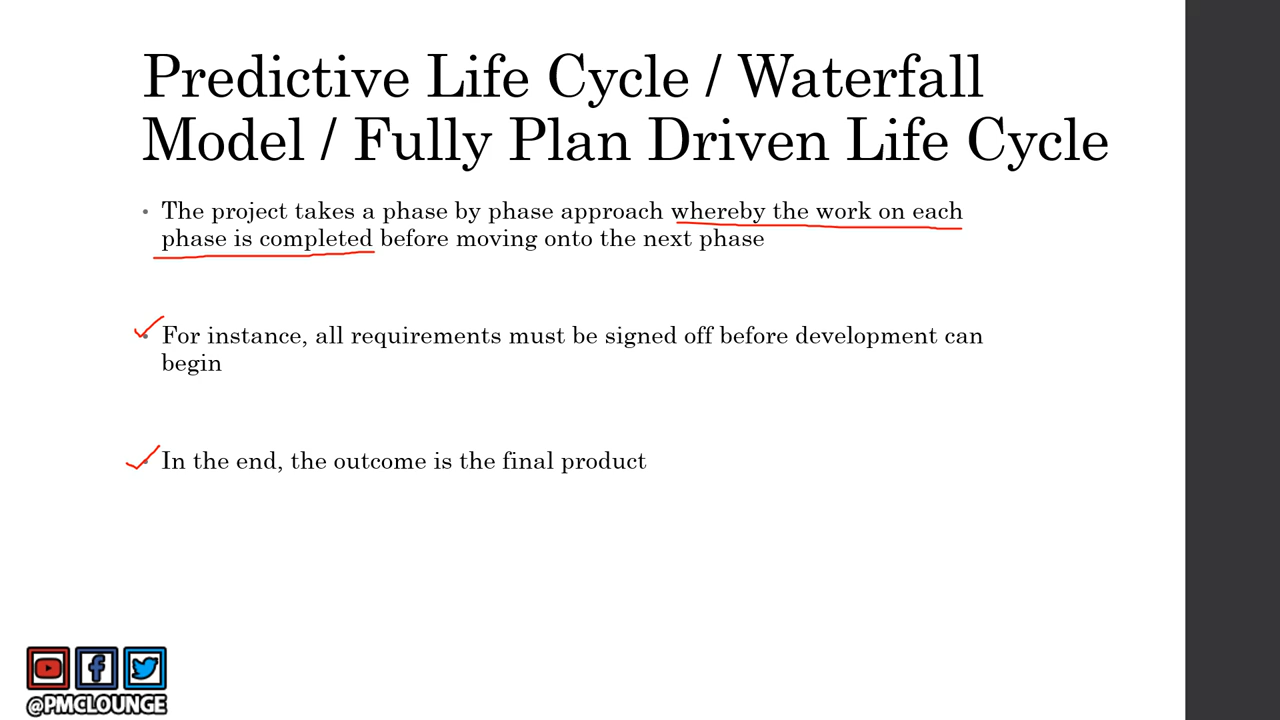 Predictive Life Cycle / Waterfall
Model / Fully Plan Driven Life Cycle
• The project takes a phase by phase approach whereby the work on each
phase is completed before moving onto the next phase
• For instance, all requirements must be signed off before development can
begin
• In the end, the outcome is the final product
@PMCLOUNGE